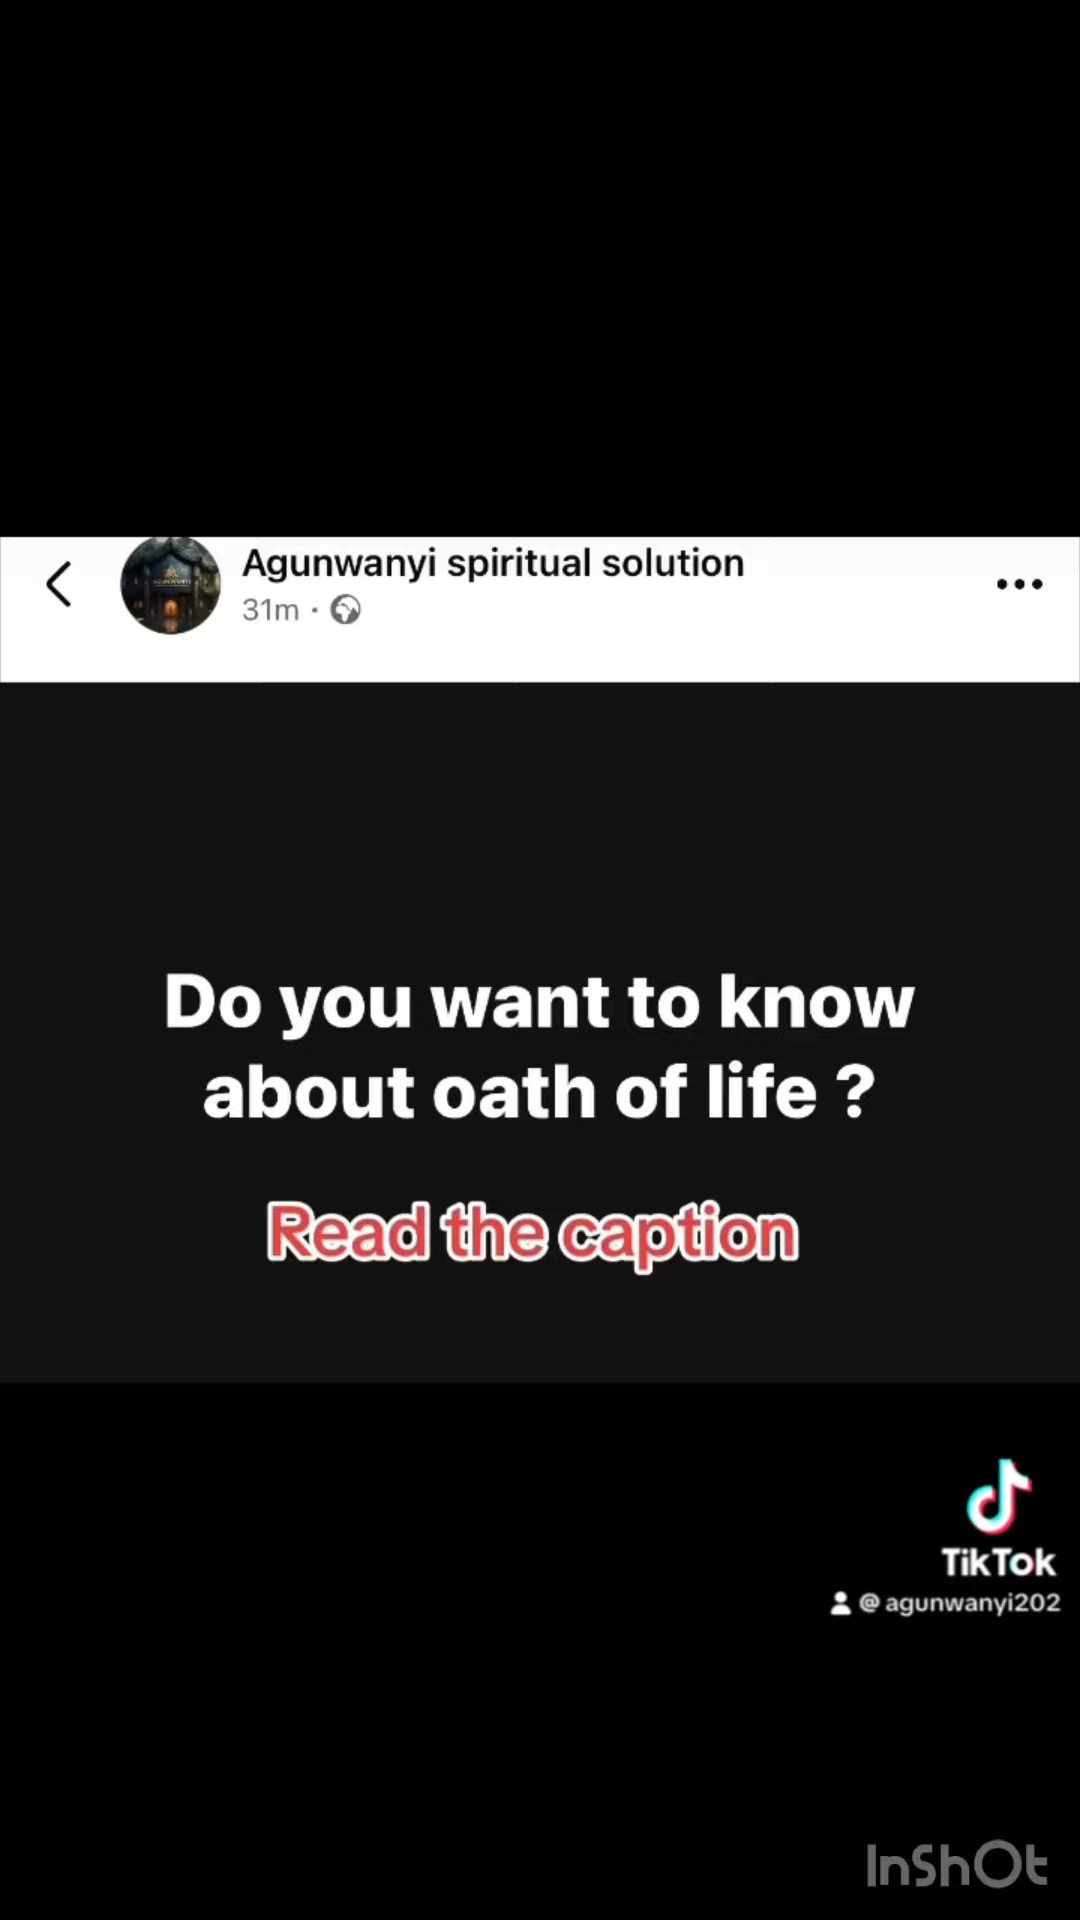 Agunwanyi spiritual solution
31m ·
Do you want to know
about oath of life ?
Read the caption
TikTok
@agunwanyi202
InShOt